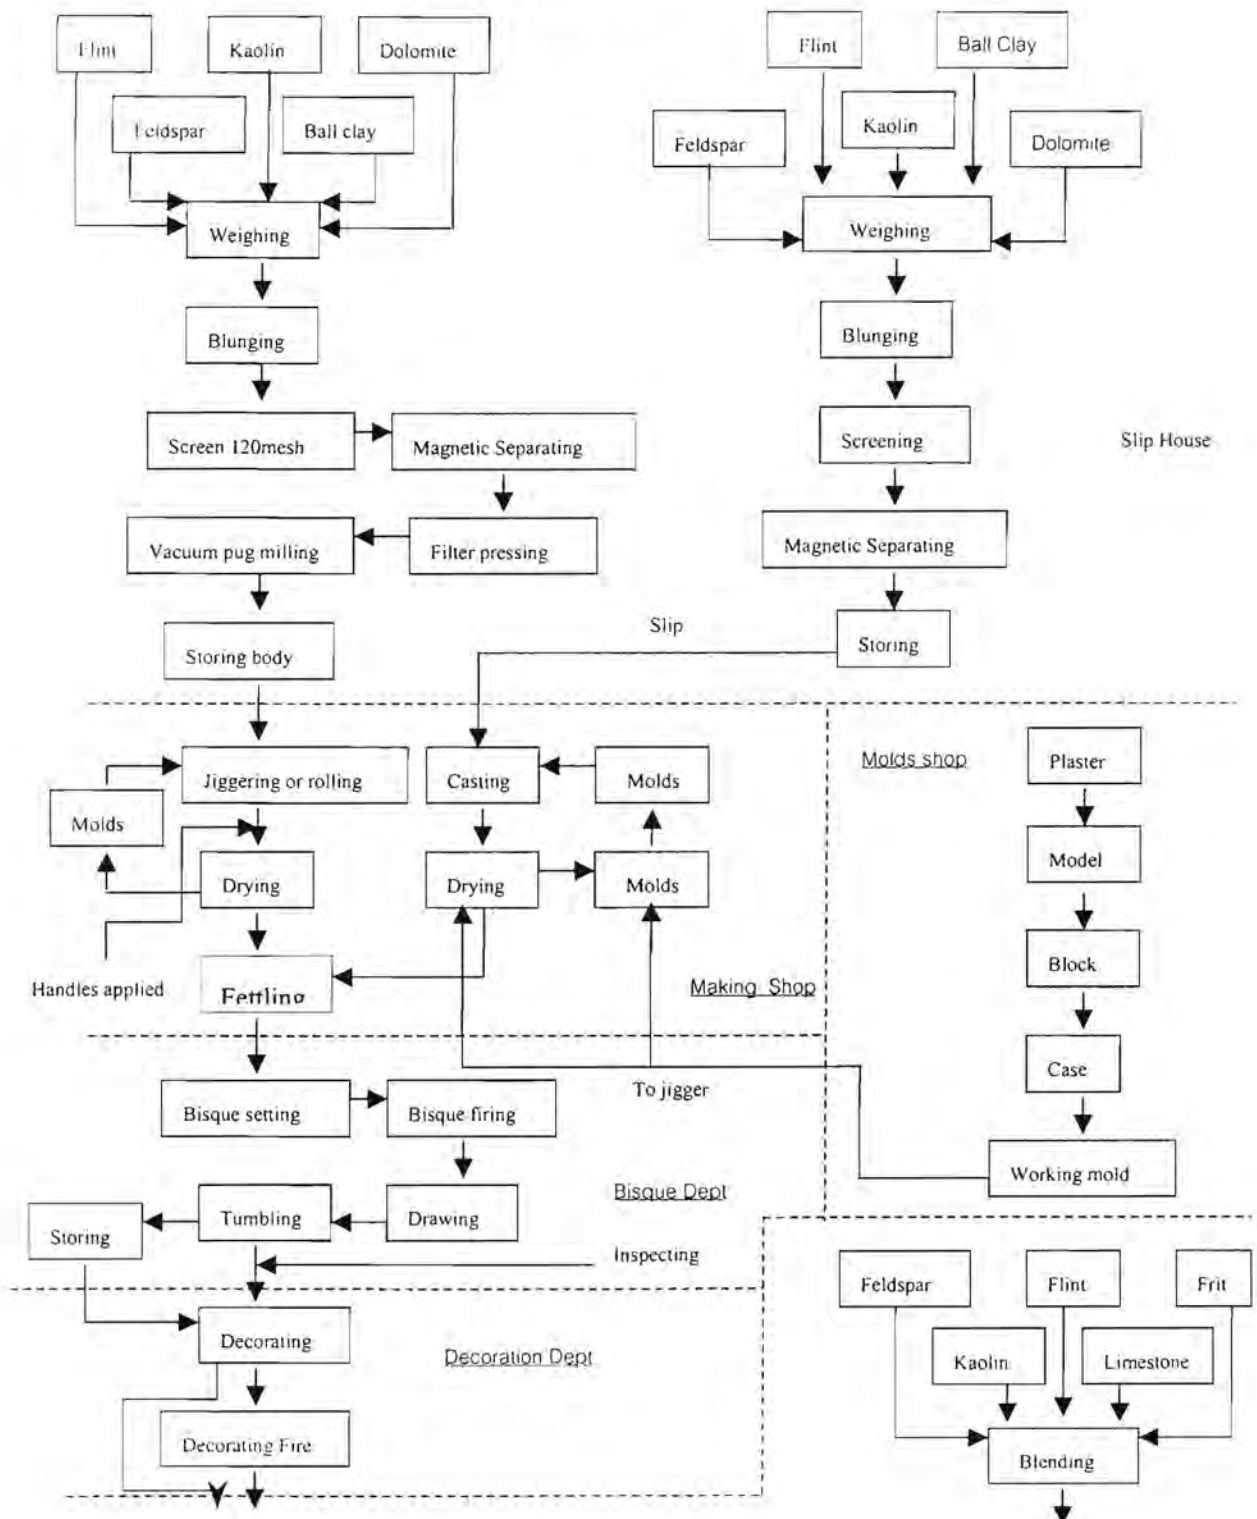 Flint
Kaolin
Dolomite
Flint
Ball Clay
Feldspar
Ball clay
Feldspar
Kaolin
Dolomite
Weighing
Weighing
Blunging
Blunging
Screen 120mesh
Magnetic Separating
Screening
Slip House
Vacuum pug milling
Filter pressing
Magnetic Separating
Storing body
Slip
Storing
Jiggering or rolling
Casting
Molds
Molds shop
Plaster
Molds
Drying
Drying
Molds
Model
Handles applied
Fettling
Making Shop
Block
Case
To jigger
Bisque setting
Bisque firing
Working mold
Storing
Tumbling
Drawing
Bisque Dept
Inspecting
Feldspar
Flint
Frit
Decorating
Decoration Dept
Kaolin
Limestone
Decorating Fire
Blending